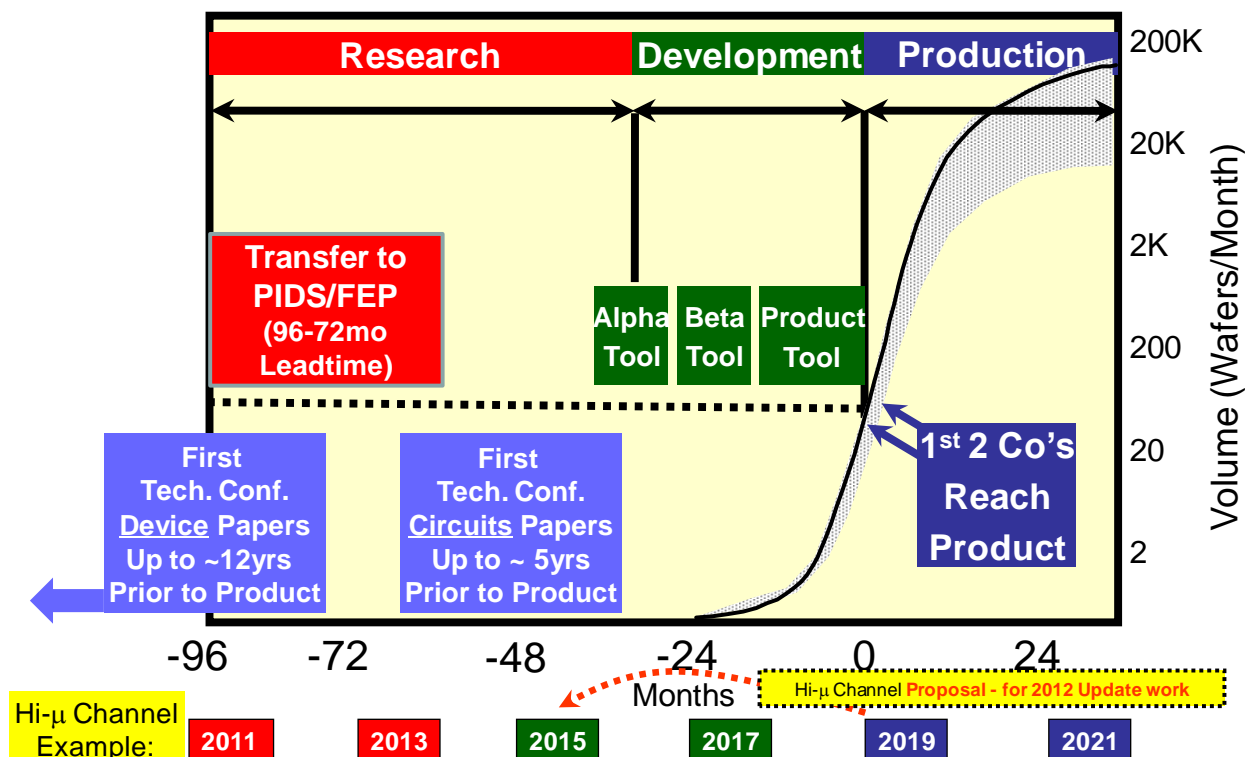 Research
Development
Production
200K
20K
2K
200
20
2
Volume (Wafers/Month)
Transfer to
PIDS/FEP
(96-72mo
Leadtime)
Alpha
Tool
Beta
Tool
Product
Tool
First
Tech. Conf.
Device Papers
Up to ~12yrs
Prior to Product
First
Tech. Conf.
Circuits Papers
Up to ~ 5yrs
Prior to Product
1st 2 Co's
Reach
Product
-96 -72 -48 -24 0 24
Months
Hi-μ Channel Proposal - for 2012 Update work
Hi-μ Channel
Example:
2011 2013 2015 2017 2019 2021